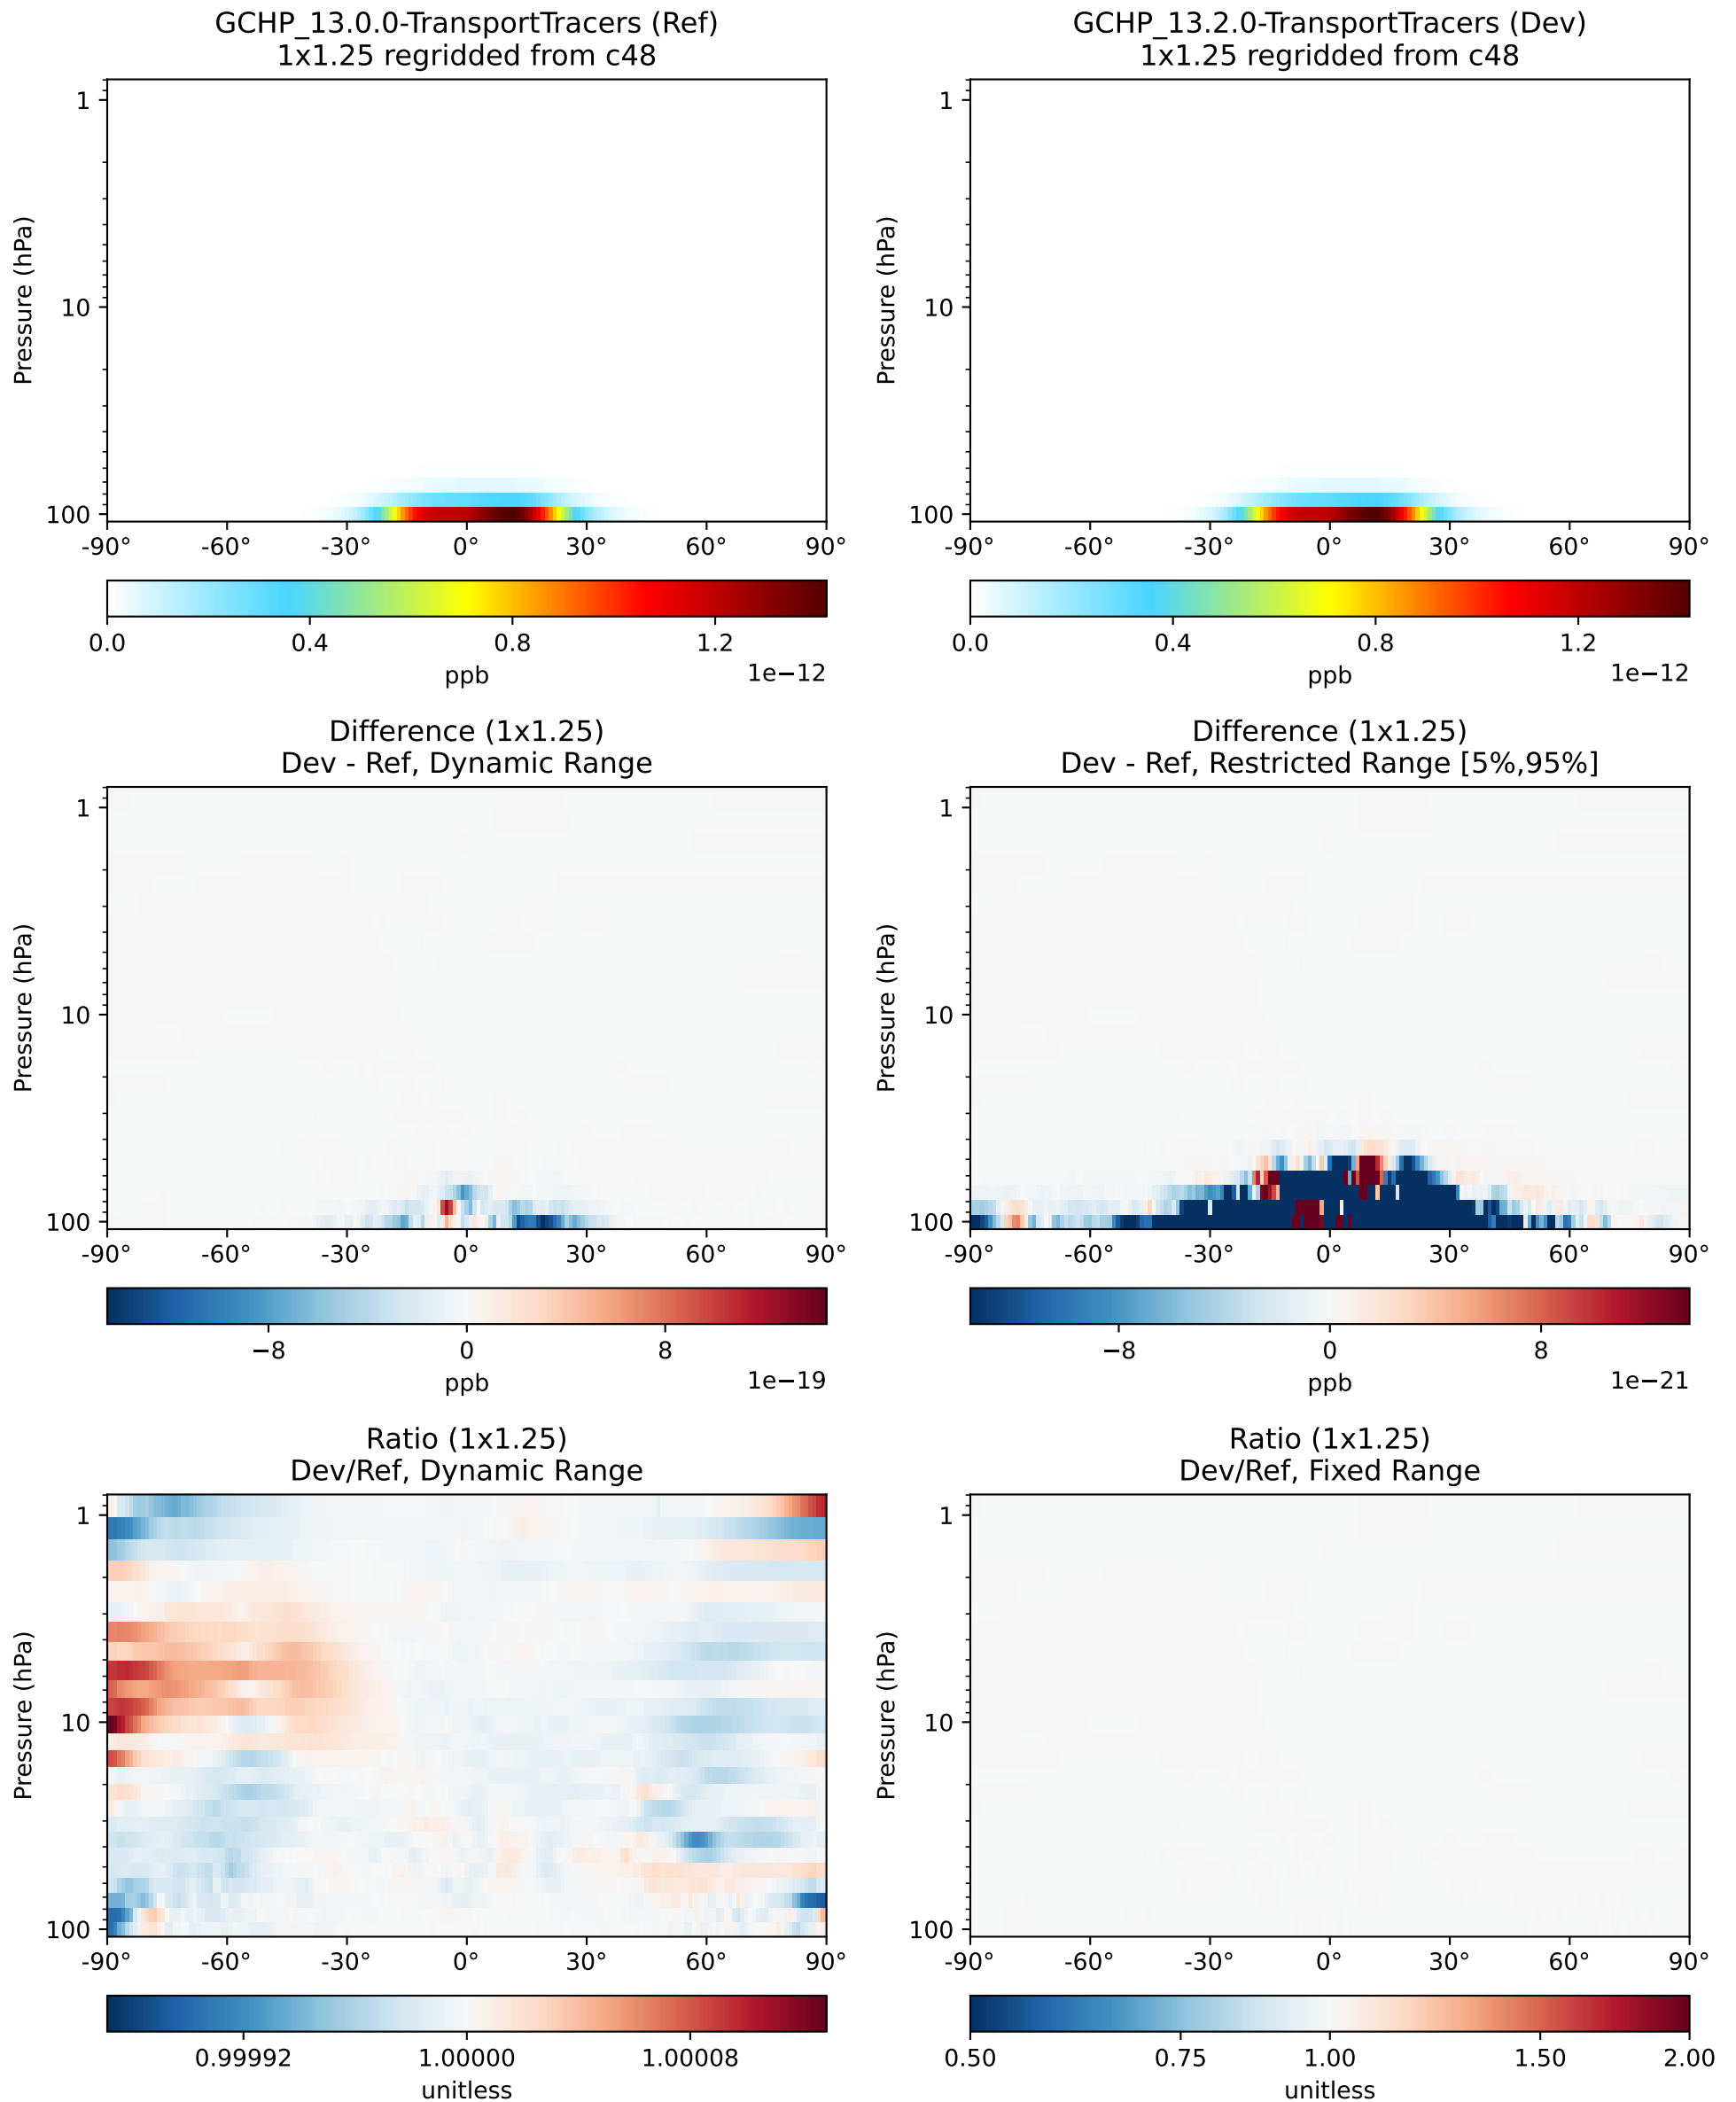 GCHP_13.0.0-TransportTracers (Ref)
1x1.25 regridded from c48
Pressure (hPa)
1
10
100
-90° -60° -30° 0° 30° 60° 90°
0.0 0.4 0.8 1.2
ppb
1e−12
GCHP_13.2.0-TransportTracers (Dev)
1x1.25 regridded from c48
Pressure (hPa)
1
10
100
-90° -60° -30° 0° 30° 60° 90°
0.0 0.4 0.8 1.2
ppb
1e−12
Difference (1x1.25)
Dev - Ref, Dynamic Range
Pressure (hPa)
1
10
100
-90° -60° -30° 0° 30° 60° 90°
−8 0 8
ppb
1e−19
Difference (1x1.25)
Dev - Ref, Restricted Range [5%,95%]
Pressure (hPa)
1
10
100
-90° -60° -30° 0° 30° 60° 90°
−8 0 8
ppb
1e−21
Ratio (1x1.25)
Dev/Ref, Dynamic Range
Pressure (hPa)
1
10
100
-90° -60° -30° 0° 30° 60° 90°
0.99992 1.00000 1.00008
unitless
Ratio (1x1.25)
Dev/Ref, Fixed Range
Pressure (hPa)
1
10
100
-90° -60° -30° 0° 30° 60° 90°
0.50 0.75 1.00 1.50 2.00
unitless